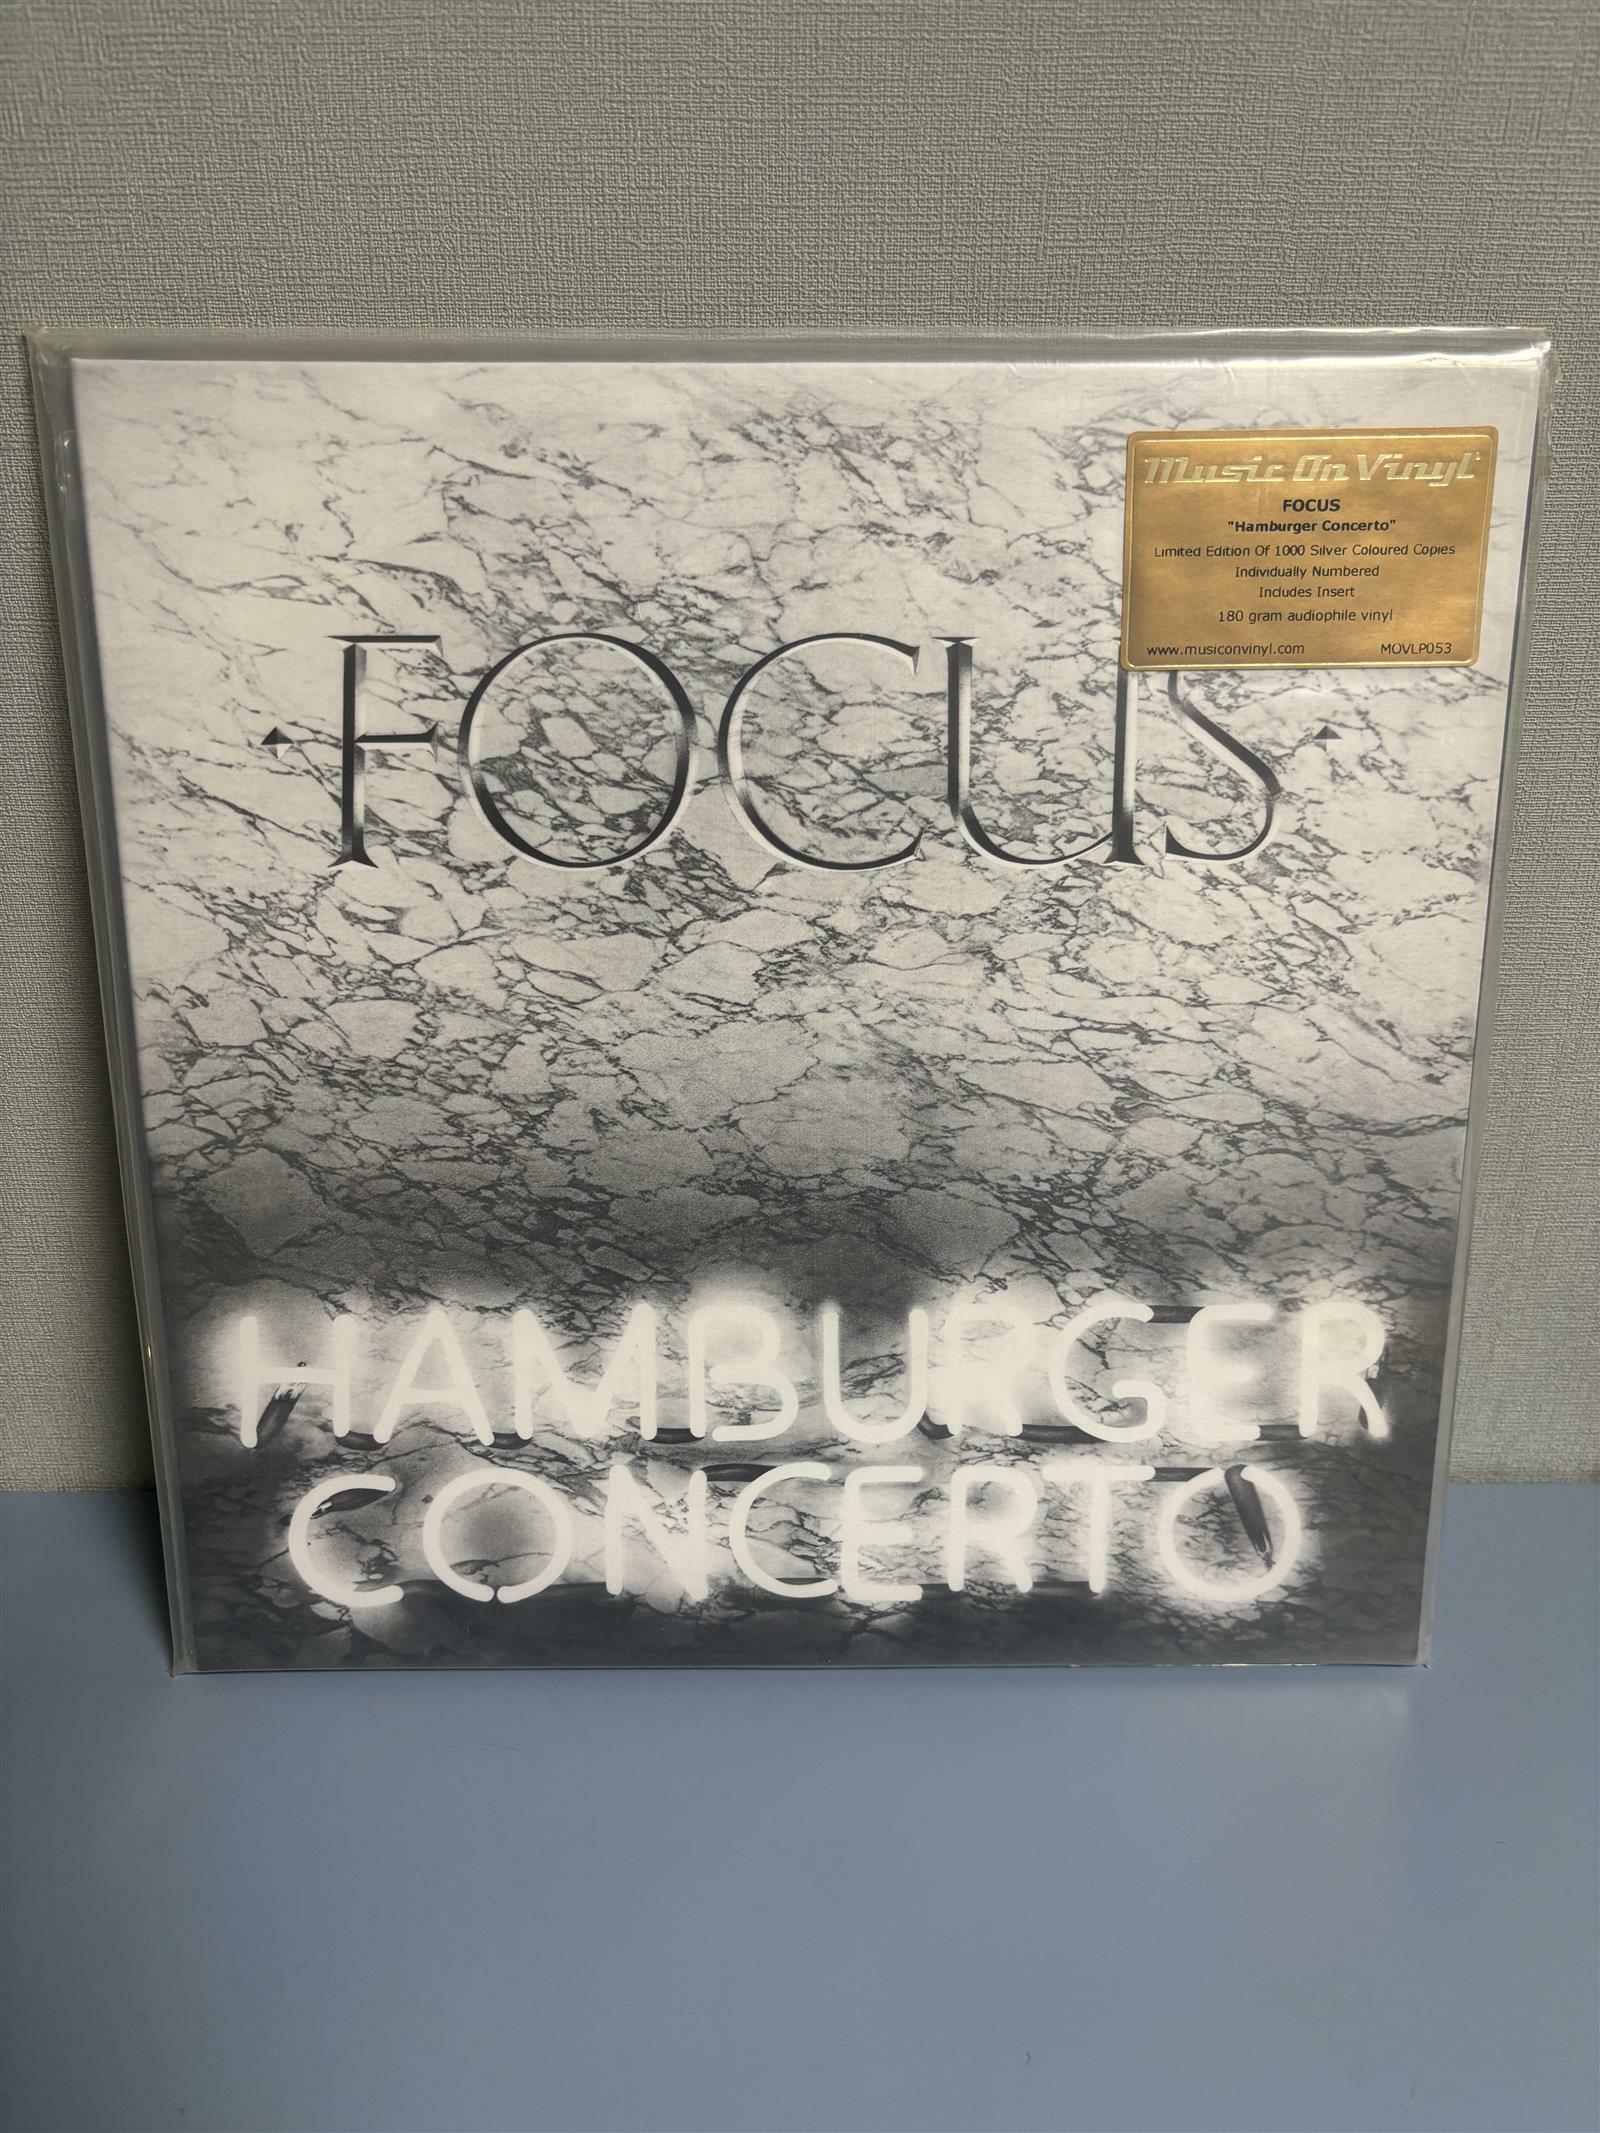 Music On Vinyl
FOCUS
"Hamburger Concerto"
Limited Edition Of 1000 Silver Coloured Copies
Individually Numbered
Includes Insert
180 gram audiophile vinyl
www.musiconvinyl.com MOVLP053
·FOCUS·
HAMBURGER
CONCERTO